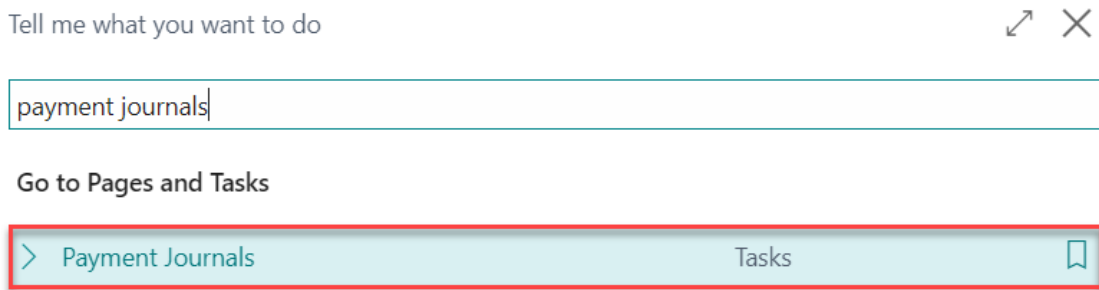 Tell me what you want to do
payment journals
Go to Pages and Tasks
Payment Journals Tasks